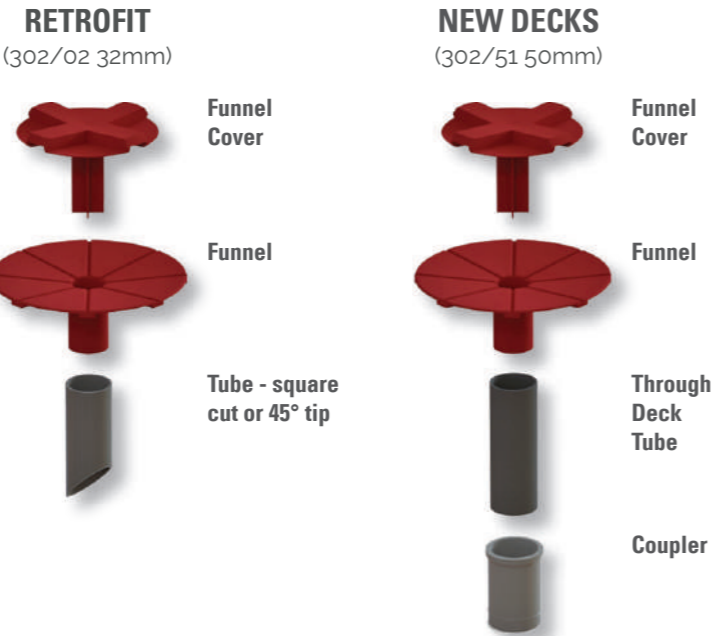 RETROFIT
(302/02 32mm)
Funnel
Cover
Funnel
Tube - square
cut or 45° tip
NEW DECKS
(302/51 50mm)
Funnel
Cover
Funnel
Through
Deck
Tube
Coupler